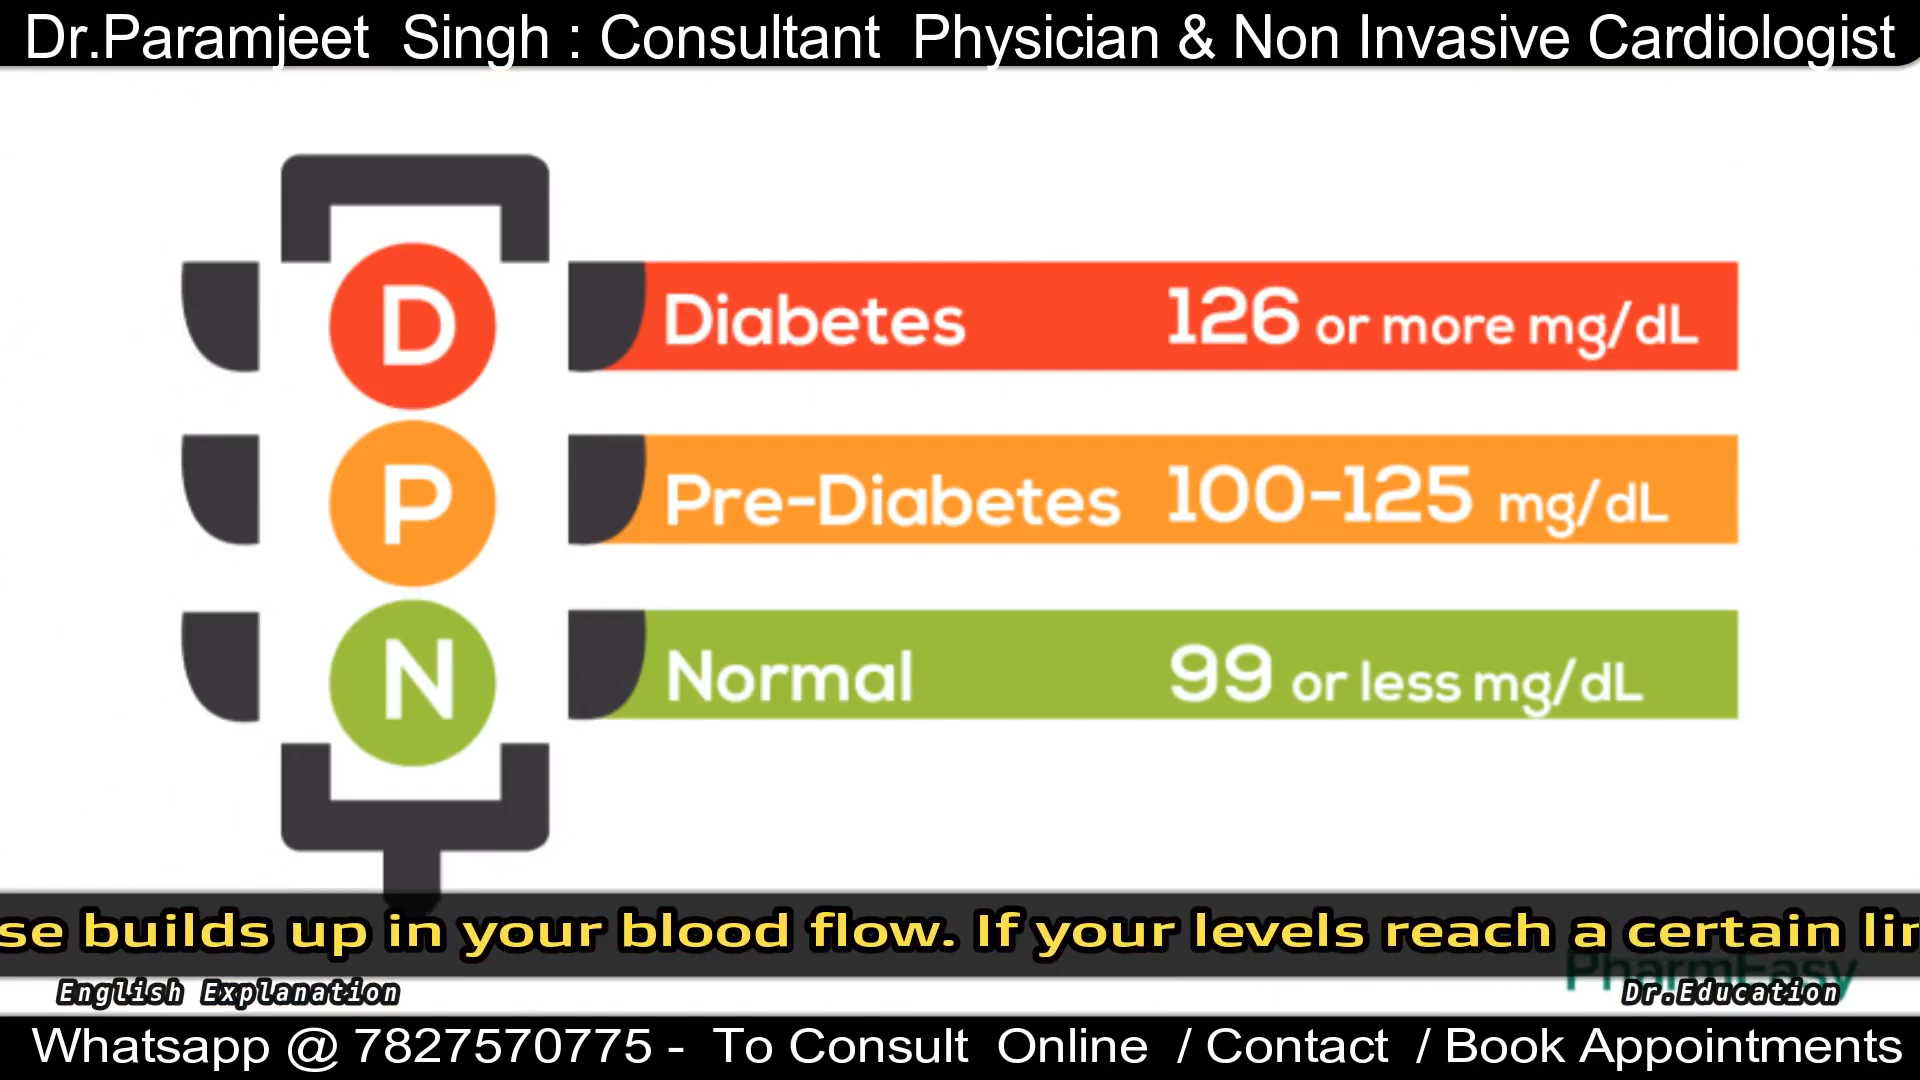 Dr.Paramjeet Singh : Consultant Physician & Non Invasive Cardiologist
D Diabetes 126 or more mg/dL
P Pre-Diabetes 100-125 mg/dL
N Normal 99 or less mg/dL
se builds up in your blood flow. If your levels reach a certain
PharmEasy
English Explanation Dr.Education
Whatsapp @ 7827570775 - To Consult Online / Contact / Book Appointments